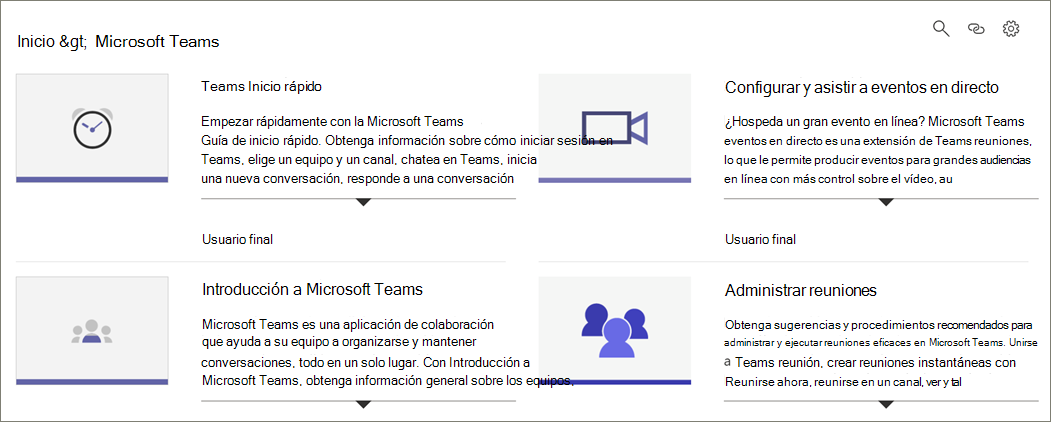 Inicio &gt; Microsoft Teams
Teams Inicio rápido
Empezar rápidamente con la Microsoft Teams
Guía de inicio rápido. Obtenga información sobre cómo iniciar sesión en
Teams, elige un equipo y un canal, chatea en Teams, inicia
una nueva conversación, responde a una conversación
Usuario final
Configurar y asistir a eventos en directo
¿Hospeda un gran evento en línea? Microsoft Teams
eventos en directo es una extensión de Teams reuniones,
lo que le permite producir eventos para grandes audiencias
en línea con más control sobre el vídeo, au
Usuario final
Introducción a Microsoft Teams
Microsoft Teams es una aplicación de colaboración
que ayuda a su equipo a organizarse y mantener
conversaciones, todo en un solo lugar. Con Introducción a
Microsoft Teams, obtenga información general sobre los equipos,
Administrar reuniones
Obtenga sugerencias y procedimientos recomendados para
administrar y ejecutar reuniones eficaces en Microsoft Teams. Unirse
a Teams reunión, crear reuniones instantáneas con
Reunirse ahora, reunirse en un canal, ver y tal